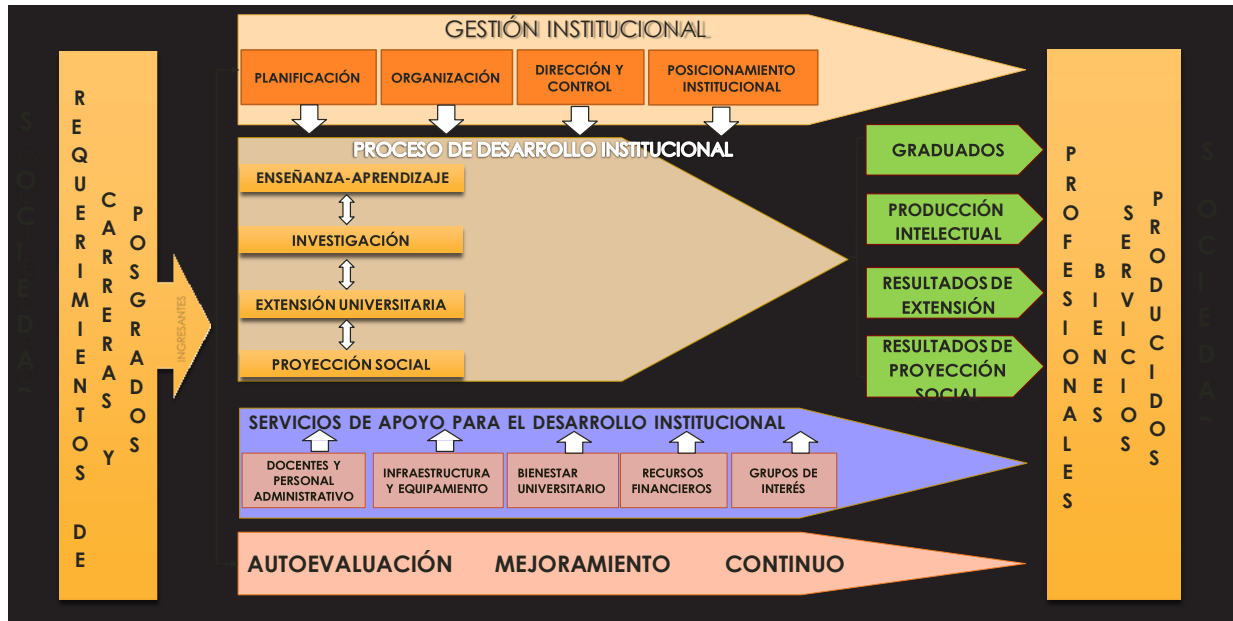 GESTIÓN INSTITUCIONAL
PLANIFICACIÓN
ORGANIZACIÓN
DIRECCIÓN Y
CONTROL
POSICIONAMIENTO
INSTITUCIONAL
SOCIEDA
REQUERIMIENTOS DE
CARRERAS Y
POSGRADOS
INGRESANTES
PROCESO DE DESARROLLO INSTITUCIONAL
ENSEÑANZA-APRENDIZAJE
INVESTIGACIÓN
EXTENSIÓN UNIVERSITARIA
PROYECCIÓN SOCIAL
GRADUADOS
PRODUCCIÓN
INTELECTUAL
RESULTADOS DE
EXTENSIÓN
RESULTADOS DE
PROYECCIÓN
SOCIAL
PROFESIONALES
BIENES
SERVICIOS
PRODUCIDOS
SOCIEDA
SERVICIOS DE APOYO PARA EL DESARROLLO INSTITUCIONAL
DOCENTES Y
PERSONAL
ADMINISTRATIVO
INFRAESTRUCTURA
Y EQUIPAMIENTO
BIENESTAR
UNIVERSITARIO
RECURSOS
FINANCIEROS
GRUPOS DE
INTERÉS
AUTOEVALUACIÓN MEJORAMIENTO CONTINUO